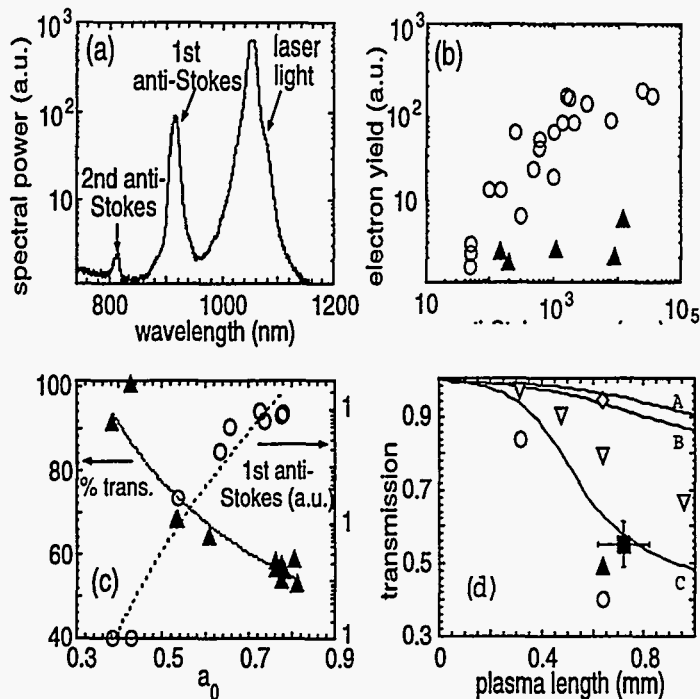 (a)
1st
anti-Stokes
laser
light
2nd anti-
Stokes
10³
10²
10
spectral power (a.u.)
800
1000
1200
wavelength (nm)
(b)
10³
10²
10
electron yield (a.u.)
10
10³
10⁵
100
90
80
70
60
50
40
% trans.
1st anti-
Stokes (a.u.)
1
1
1
(c)
0.3
0.5
0.7
0.9
a₀
0.9
0.7
0.5
0.3
transmission
A
B
C
(d)
0
0.4
0.8
plasma length (mm)